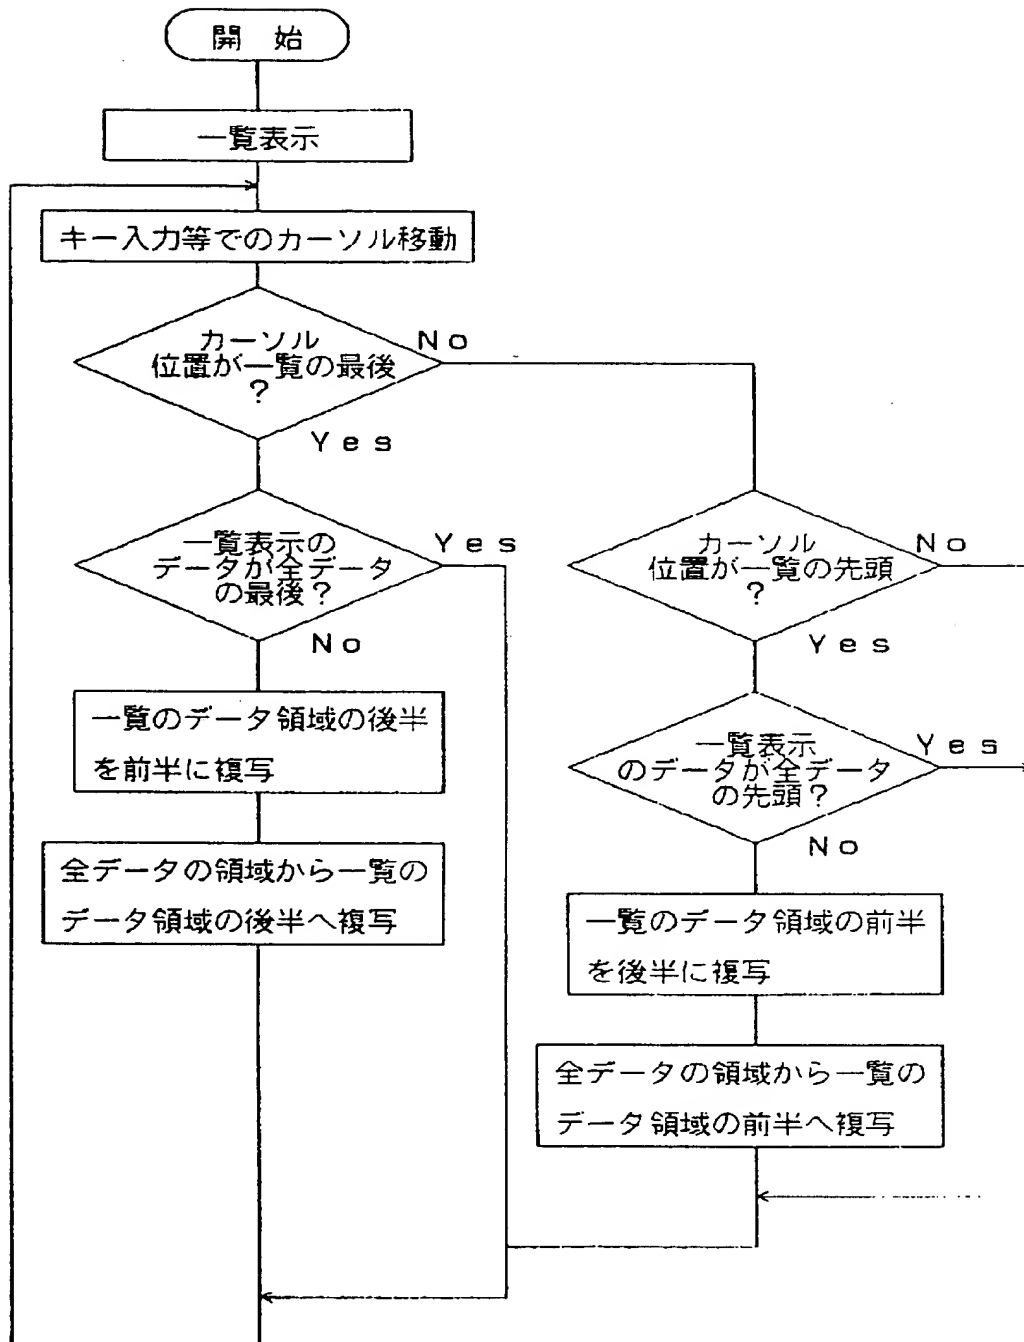 開 始
一覧表示
キー入力等でのカーソル移動
カーソル
位置が一覧の最後
?
No
Yes
一覧表示の
データが全データ
の最後?
Yes
No
一覧のデータ領域の後半
を前半に複写
全データの領域から一覧の
データ領域の後半へ複写
カーソル
位置が一覧の先頭
?
No
Yes
一覧表示
のデータが全データ
の先頭?
Yes
No
一覧のデータ領域の前半
を後半に複写
全データの領域から一覧の
データ領域の前半へ複写